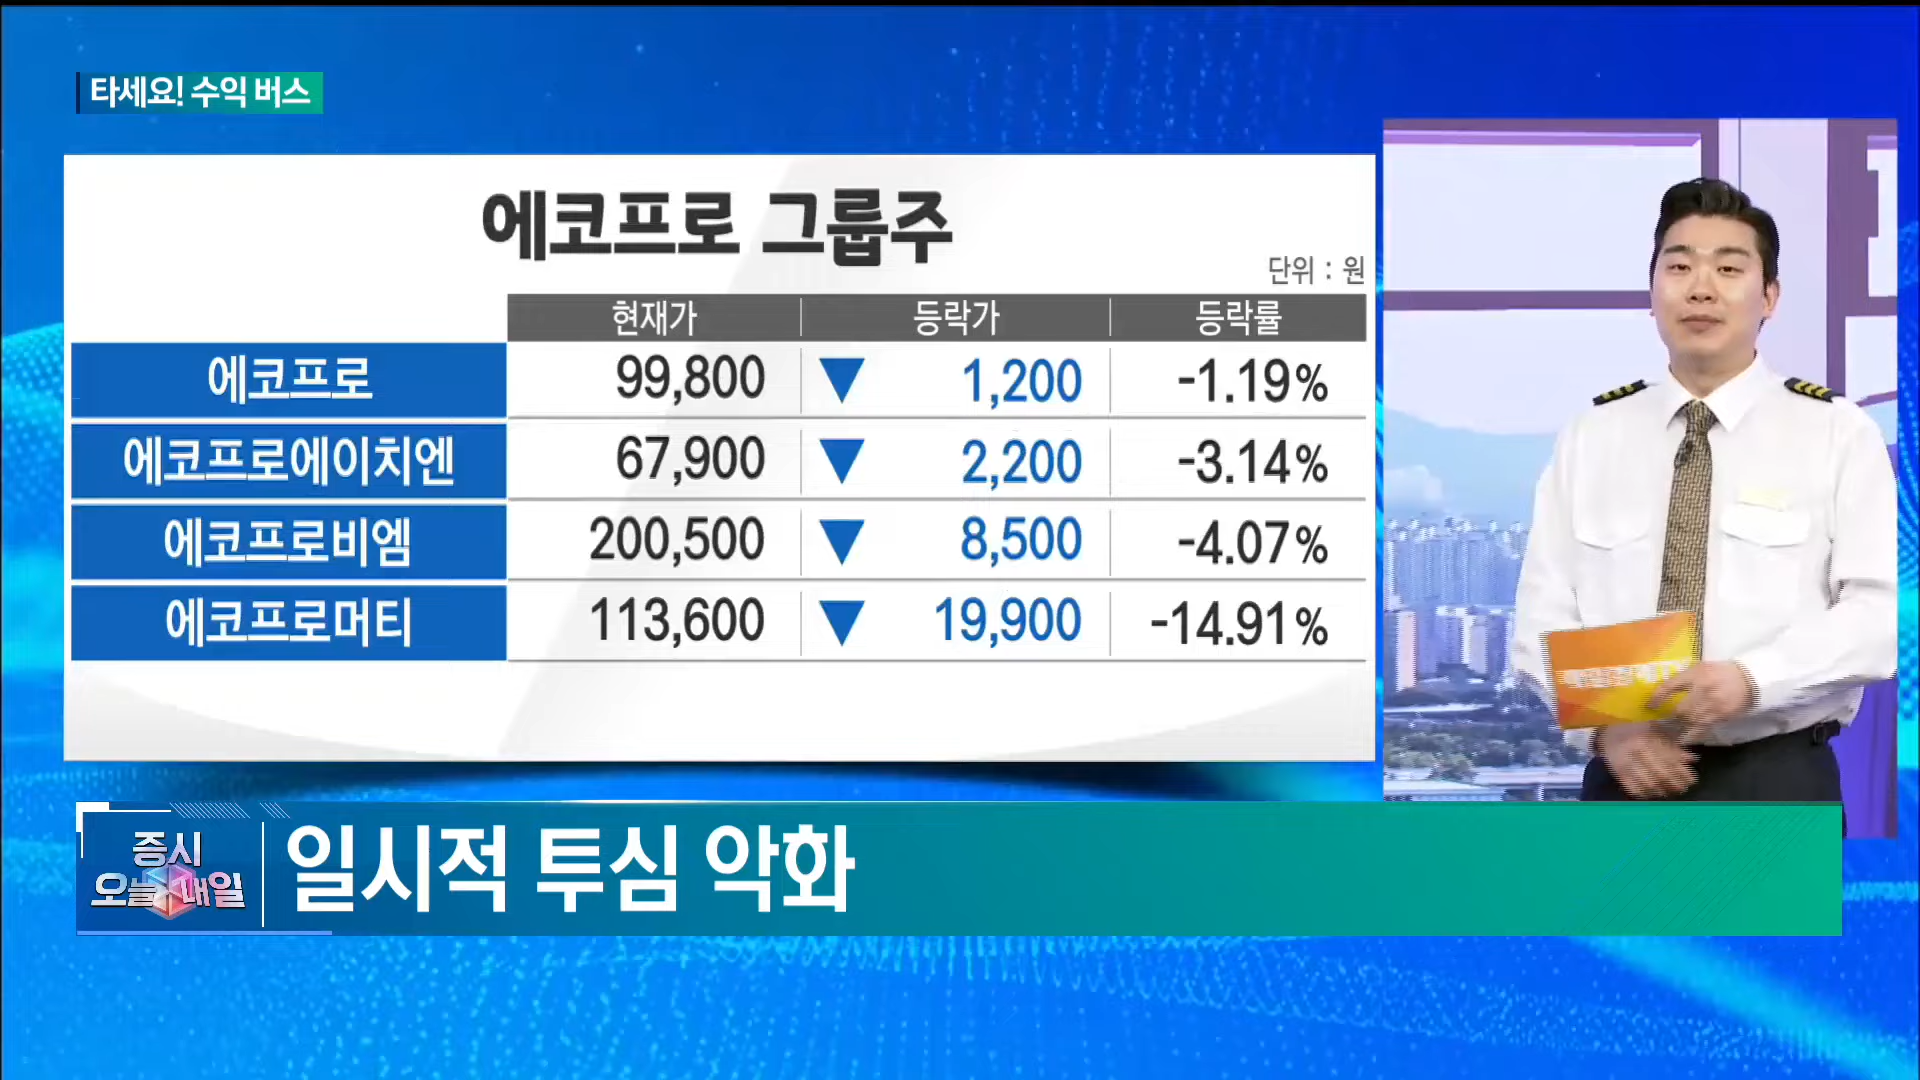 타세요! 수익 버스
에코프로 그룹주
단위 : 원
현재가 등락가 등락률
에코프로 99,800 ▼ 1,200 -1.19%
에코프로에이치엔 67,900 ▼ 2,200 -3.14%
에코프로비엠 200,500 ▼ 8,500 -4.07%
에코프로머티 113,600 ▼ 19,900 -14.91%
증시
오늘 내일
일시적 투심 악화